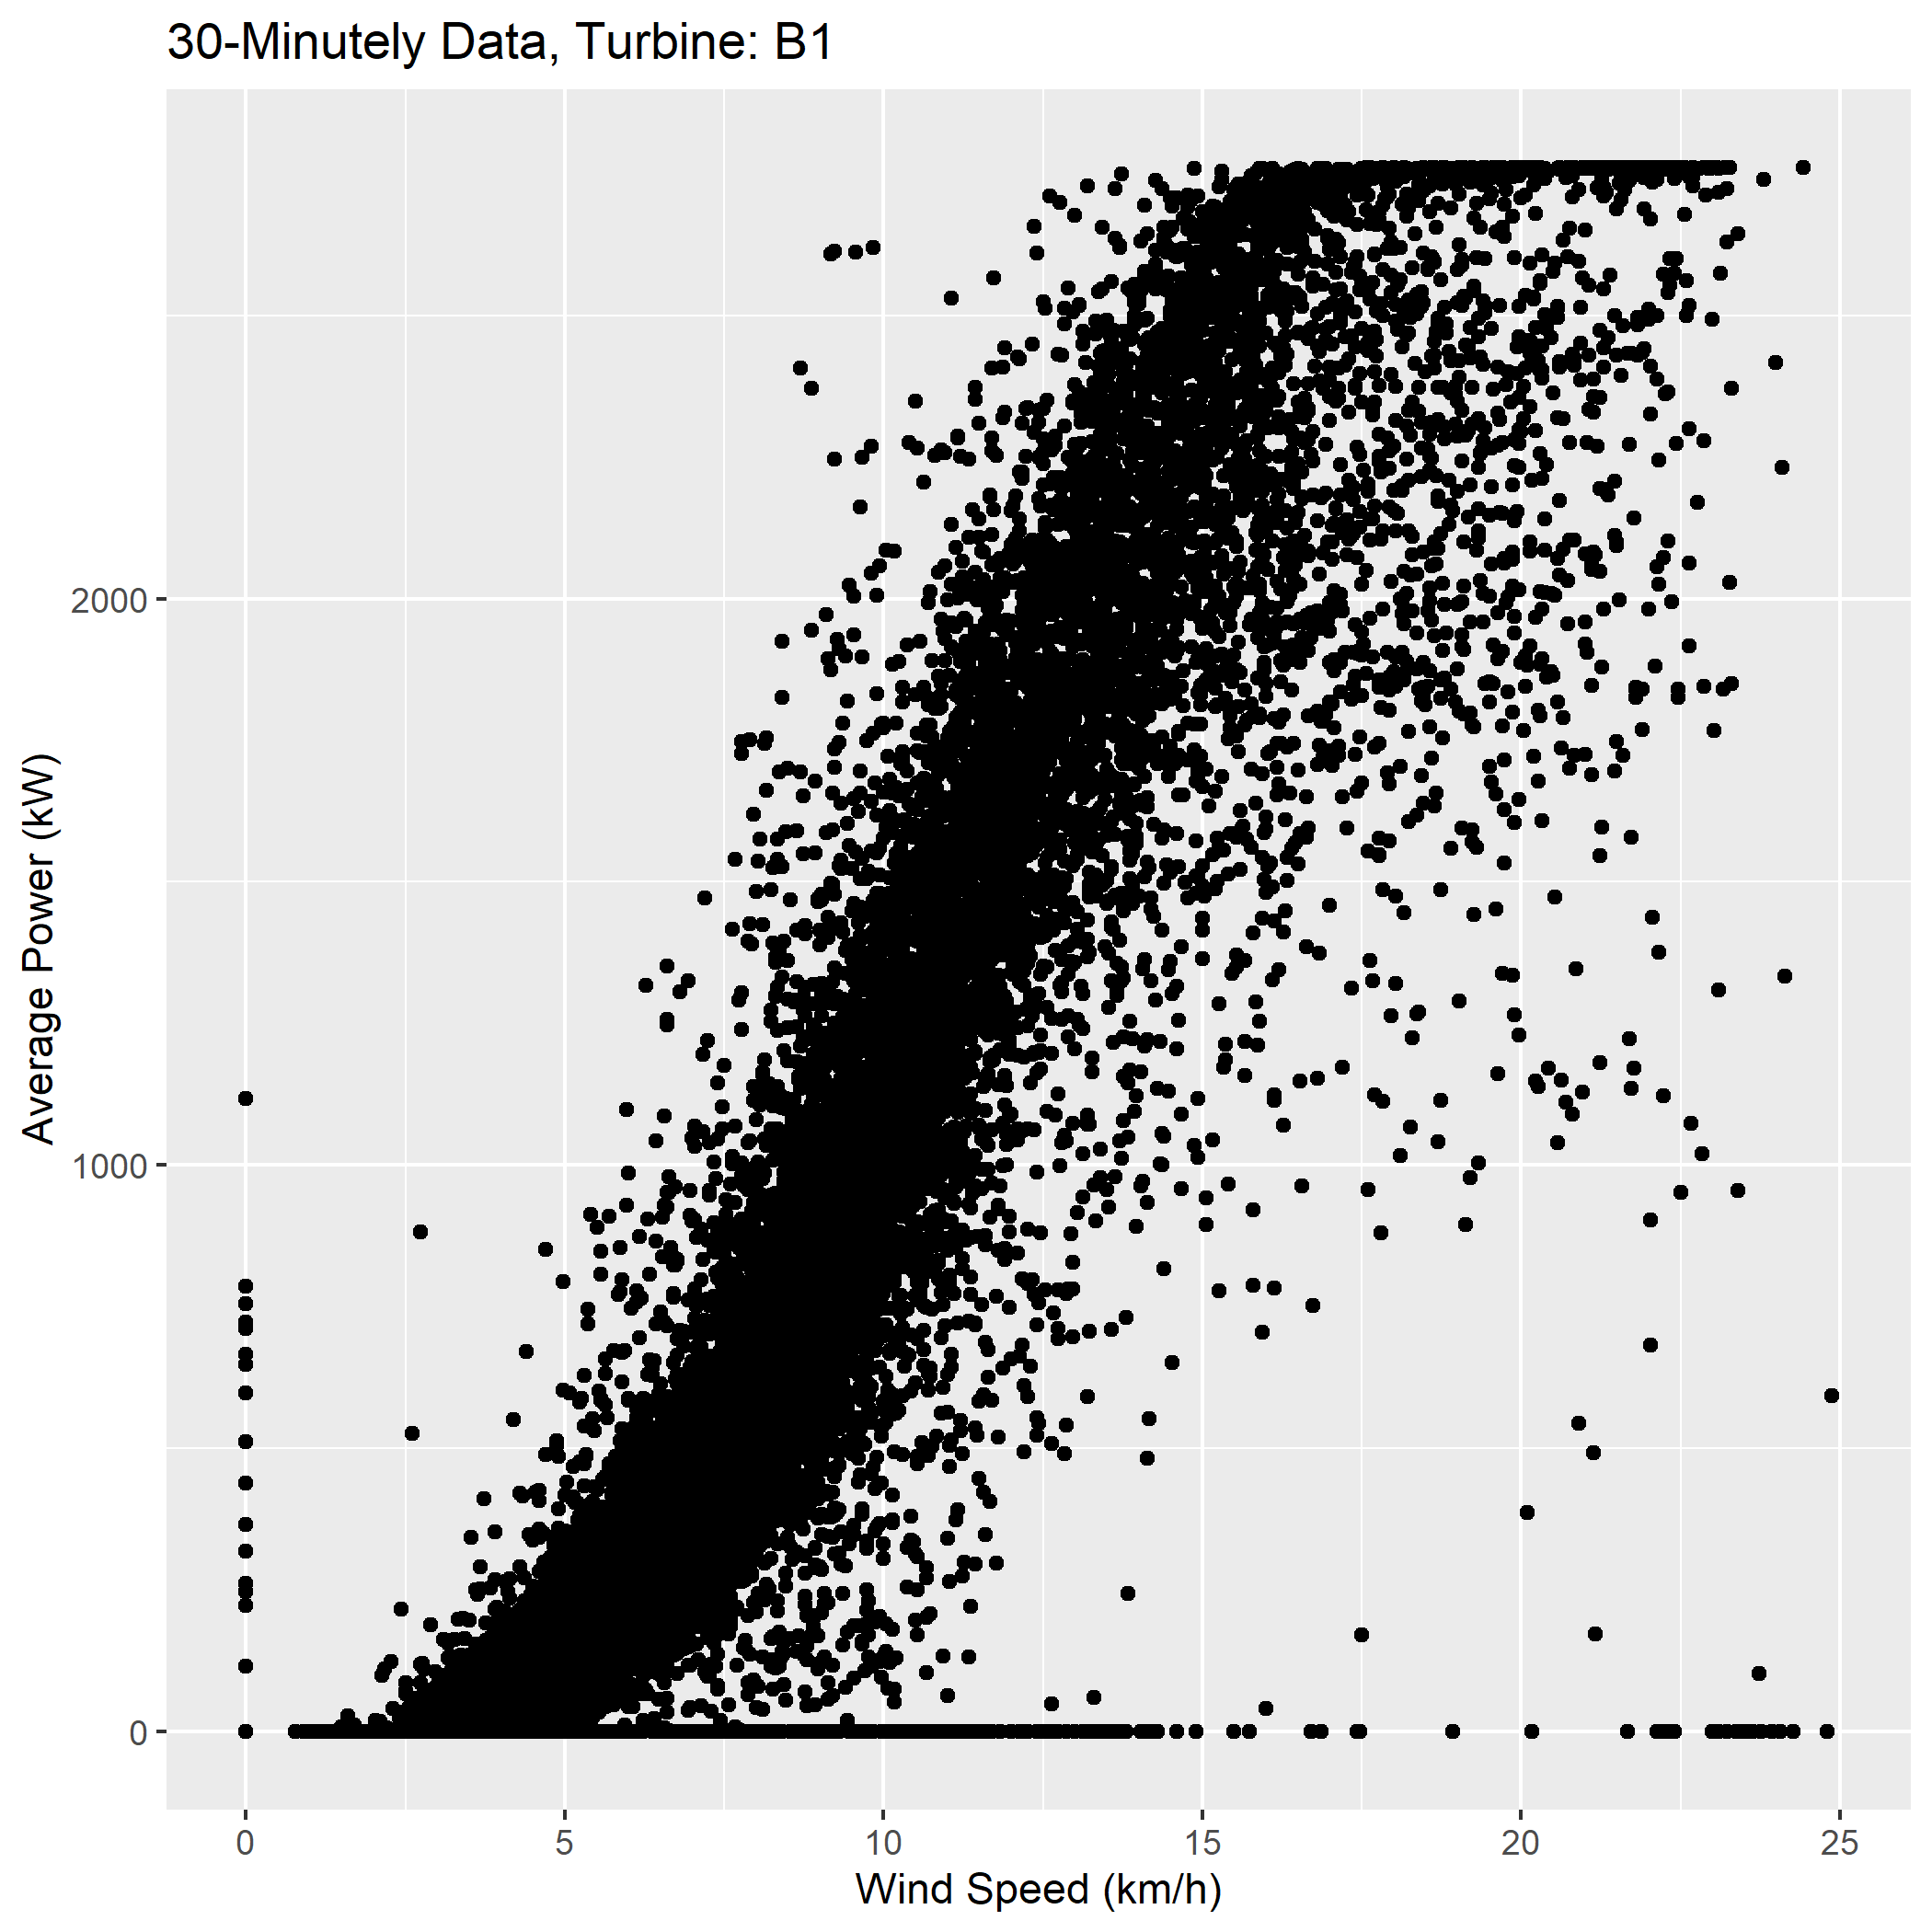 30-Minutely Data, Turbine: B1
Average Power (kW)
2000
1000
0
0 5 10 15 20 25
Wind Speed (km/h)